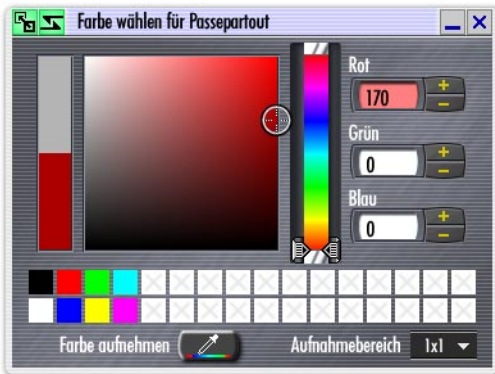 Farbe wählen für Passepartout
Rot
170
Grün
0
Blau
0
Farbe aufnehmen
Aufnahmebereich 1x1